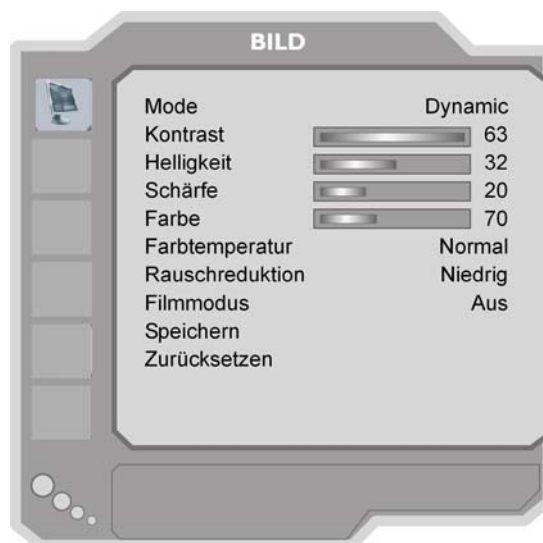 BILD
Mode Dynamic
Kontrast 63
Helligkeit 32
Schärfe 20
Farbe 70
Farbtemperatur Normal
Rauschreduktion Niedrig
Filmmodus Aus
Speichern
Zurücksetzen